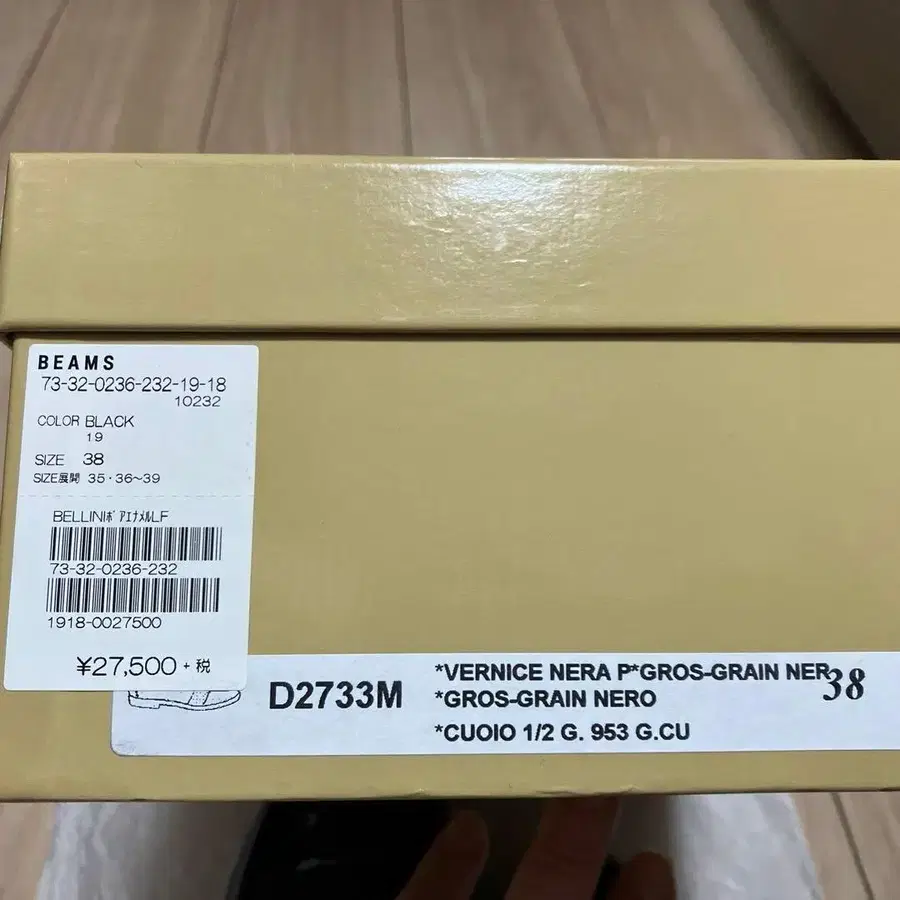 BEAMS
73-32-0236-232-19-18
10232
COLOR BLACK
19
SIZE 38
SIZE展開 35・36~39
BELLINIﾎﾞｱｴﾅﾒﾙLF
73-32-0236-232
1918-0027500
¥27,500 + 税
D2733M
*VERNICE NERA P*GROS-GRAIN NER
38
*GROS-GRAIN NERO
*CUOIO 1/2 G. 953 G.CU